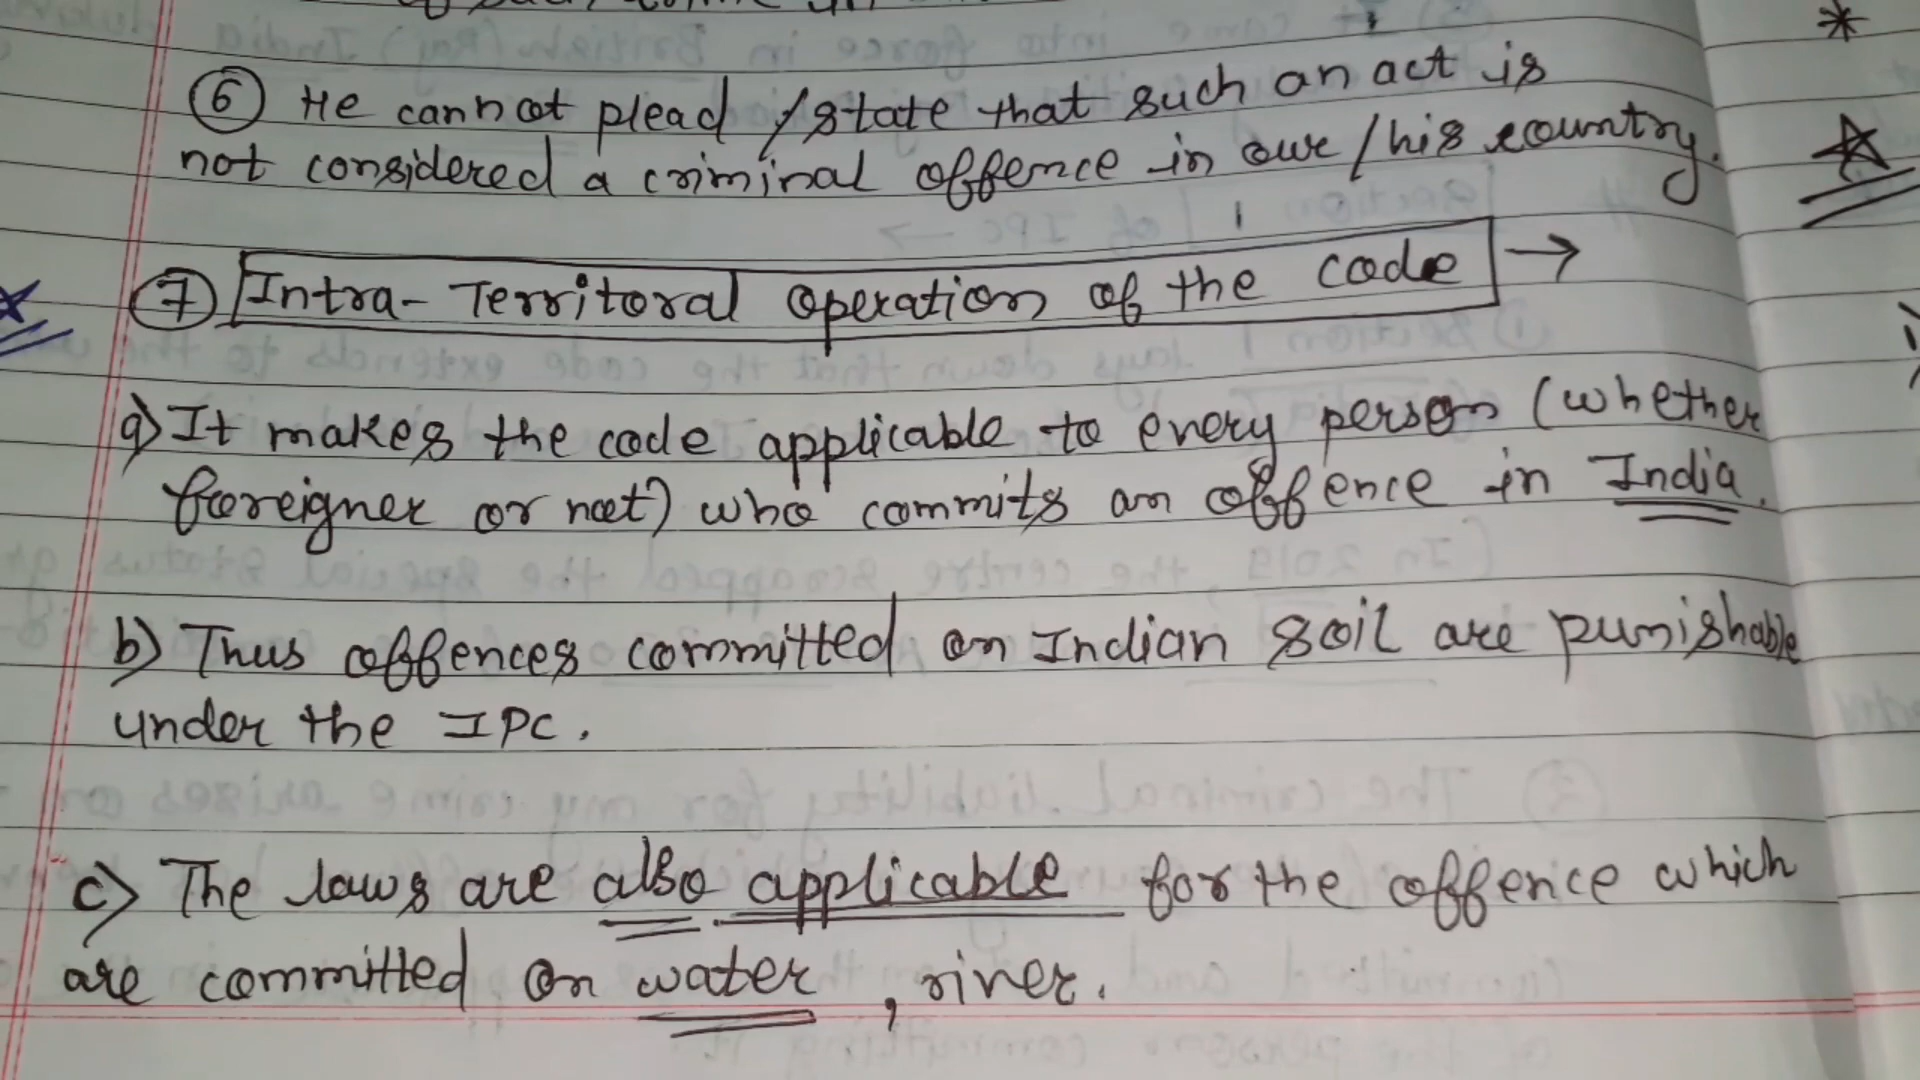 ⑥ He cannot plead / state that such an act is
not considered a criminal offence in our / his country.
⑦ Intra-Territoral operation of the code →
a) It makes the code applicable to every person (whether
foreigner or not) who commits an offence in India.
b) Thus offences committed on Indian soil are punishable
under the IPC.
c) The laws are also applicable for the offence which
are committed on water, river.